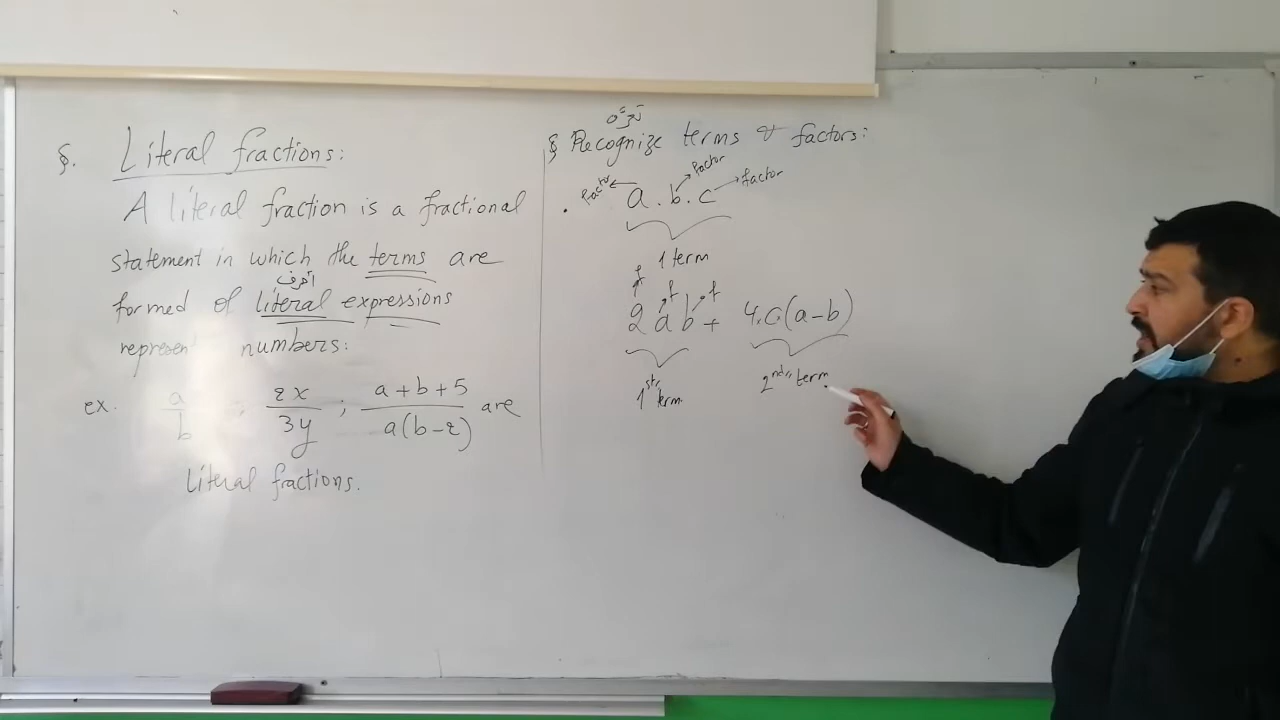 §. Literal fractions:
A literal fraction is a fractional
statement in which the terms are
أحرف
formed of literal expressions
represent numbers:
ex. a/b ; 2x/3y ; a+b+5/a(b-2) are
literal fractions.
§ Recognize terms & factors:
factor factor factor
. a.b.c
1 term
f f f
2ab + 4.c.(a-b)
1st term 2nd term